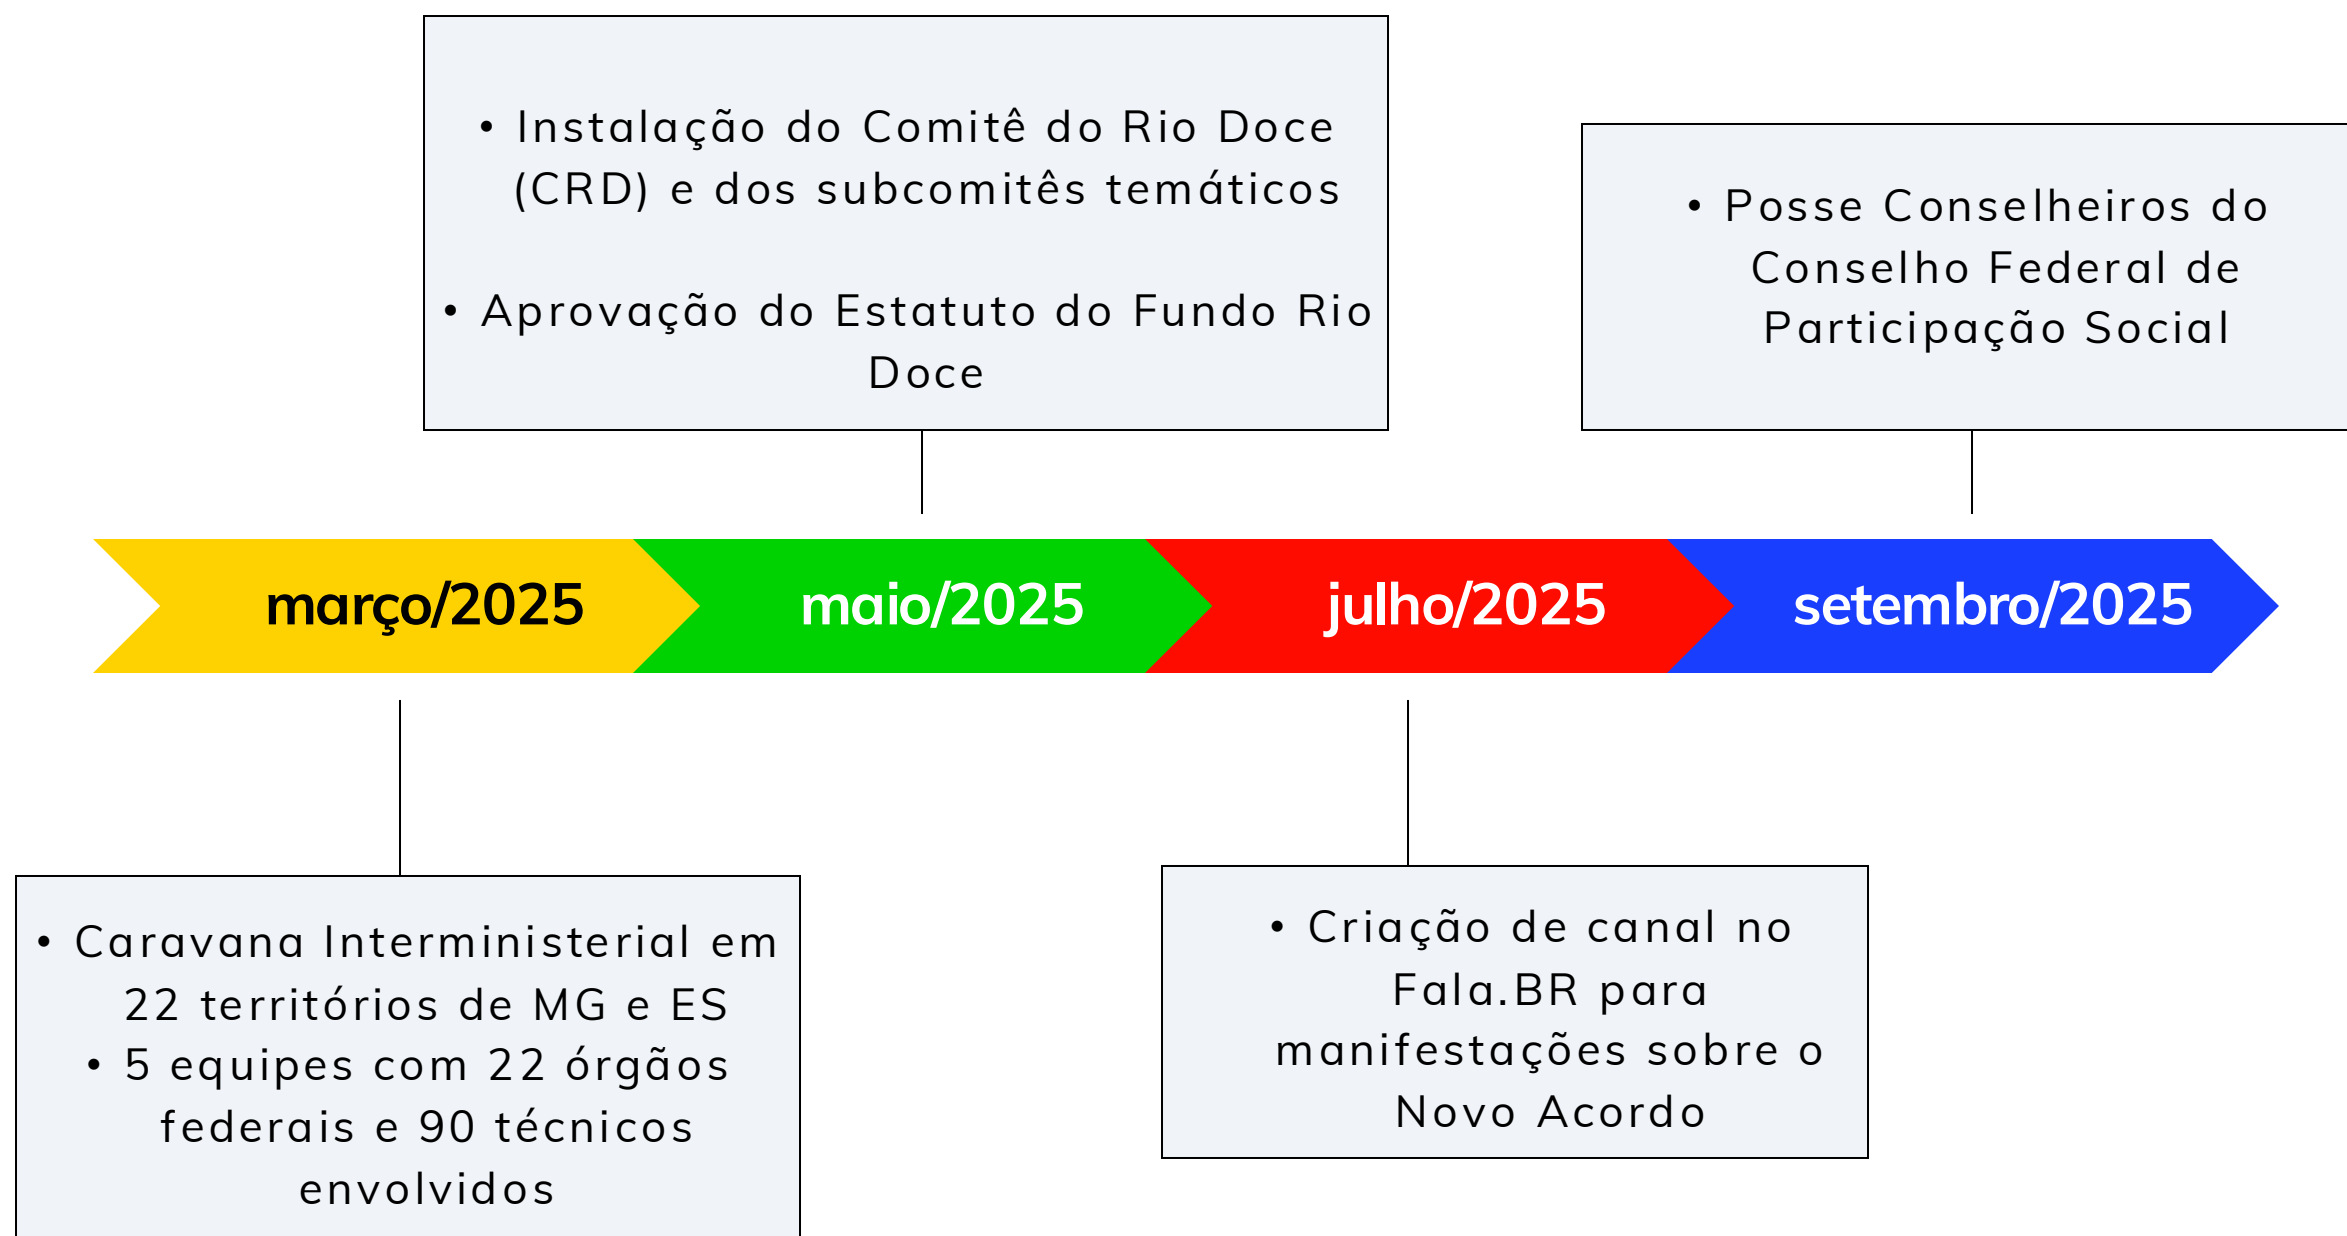 • Instalação do Comitê do Rio Doce
(CRD) e dos subcomitês temáticos
• Aprovação do Estatuto do Fundo Rio
Doce
• Posse Conselheiros do
Conselho Federal de
Participação Social
março/2025
maio/2025
julho/2025
setembro/2025
• Caravana Interministerial em
22 territórios de MG e ES
• 5 equipes com 22 órgãos
federais e 90 técnicos
envolvidos
• Criação de canal no
Fala.BR para
manifestações sobre o
Novo Acordo